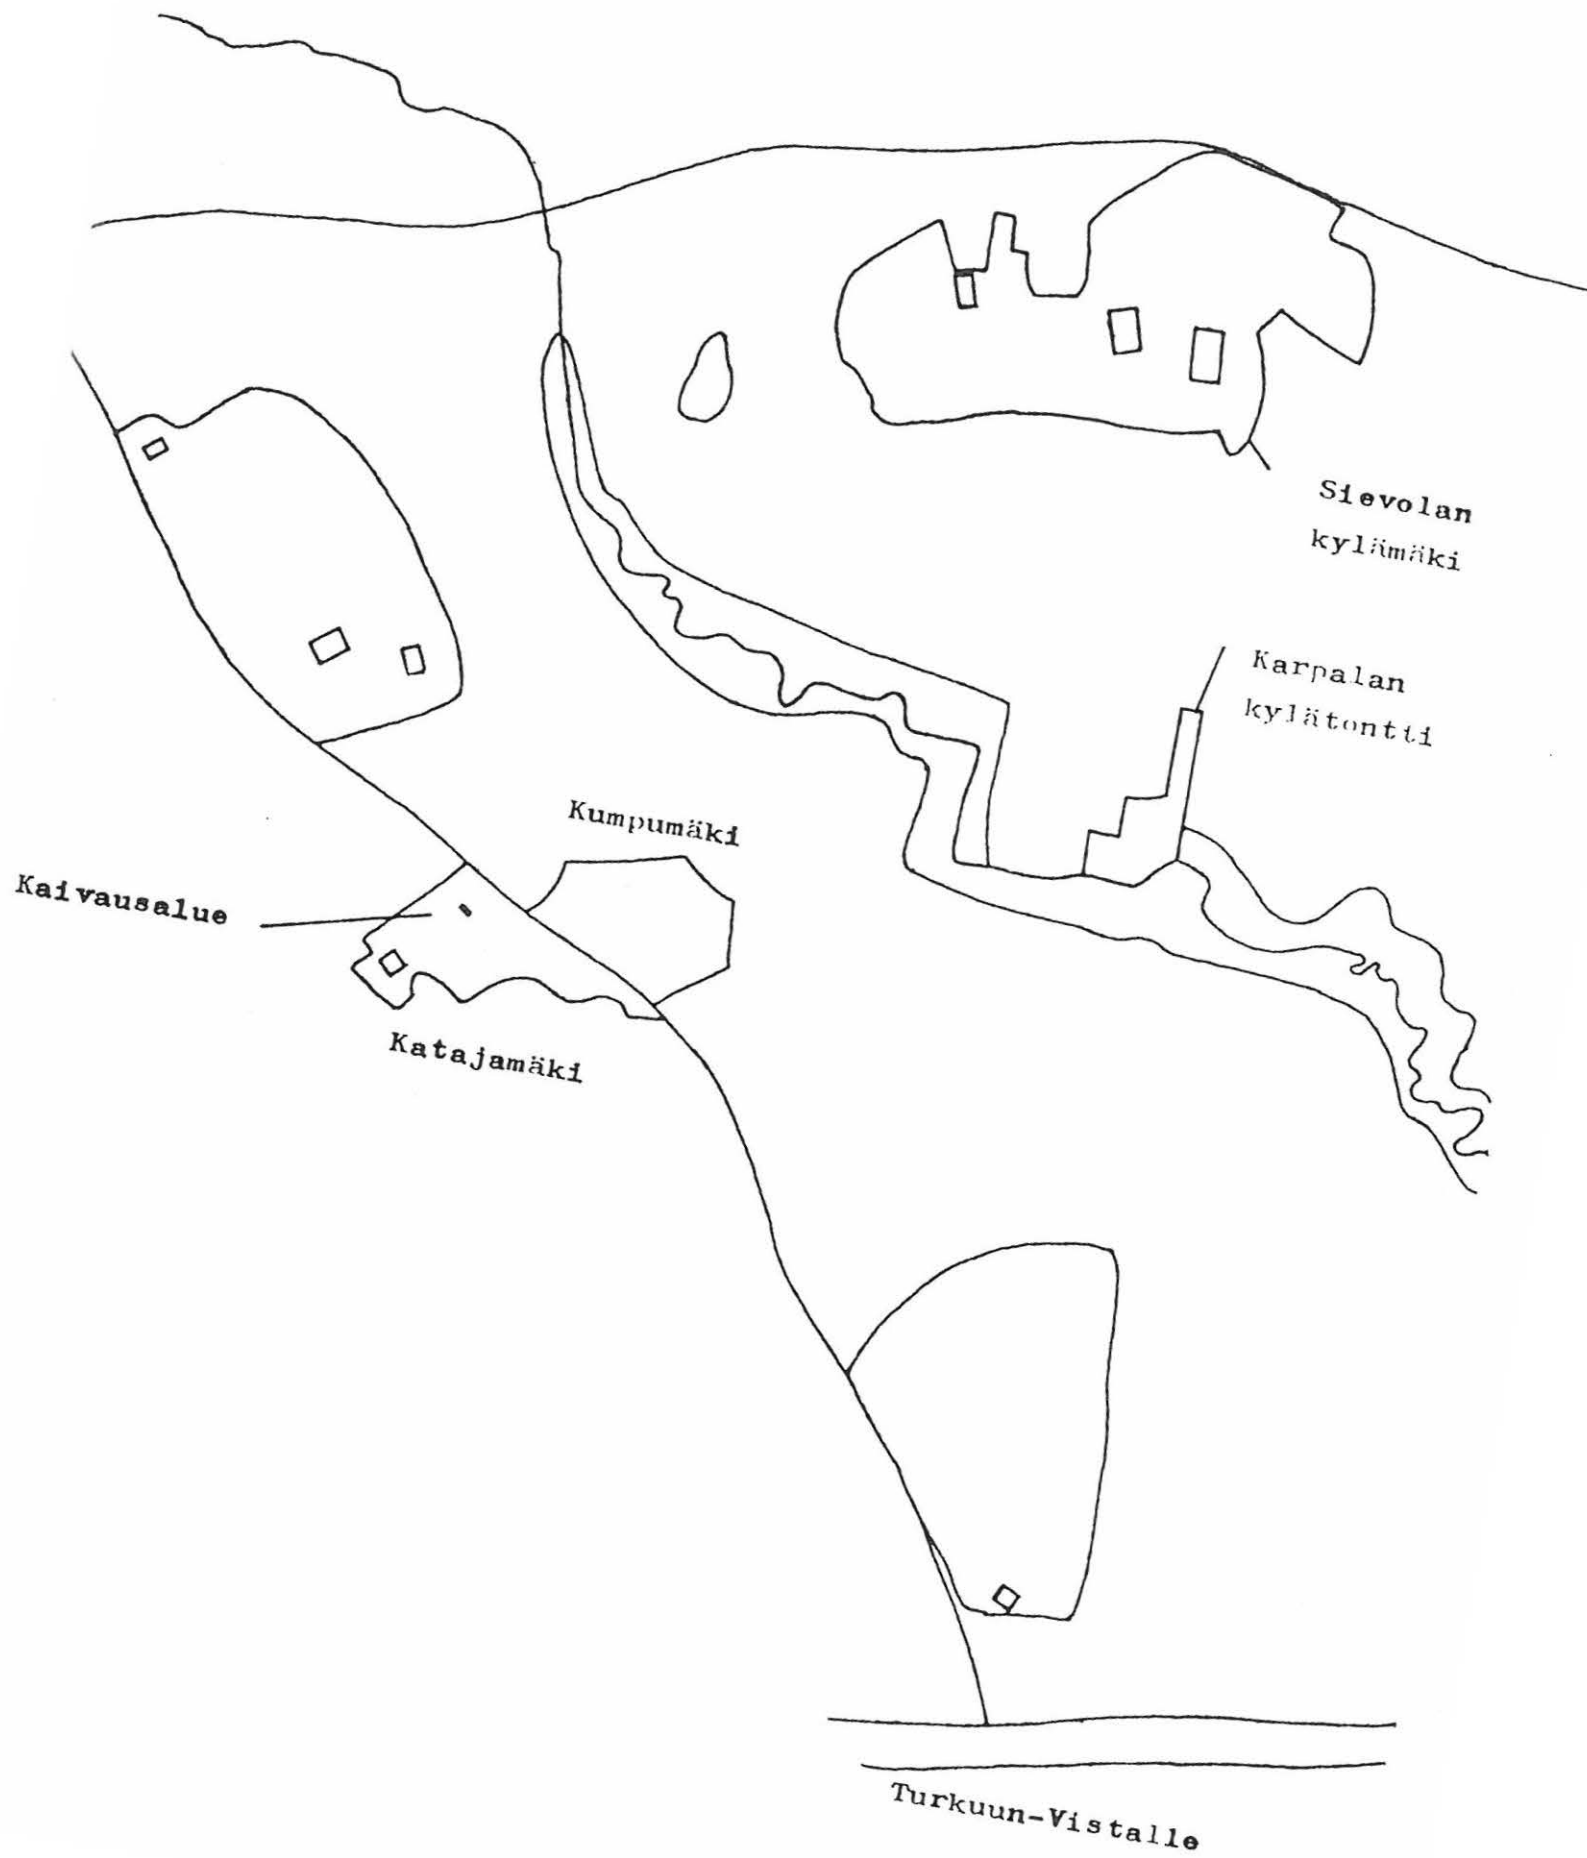 Sievolan
kylämäki
Karpalan
kylätontti
Kumpumäki
Kaivausalue
Katajamäki
Turkuun-Vistalle